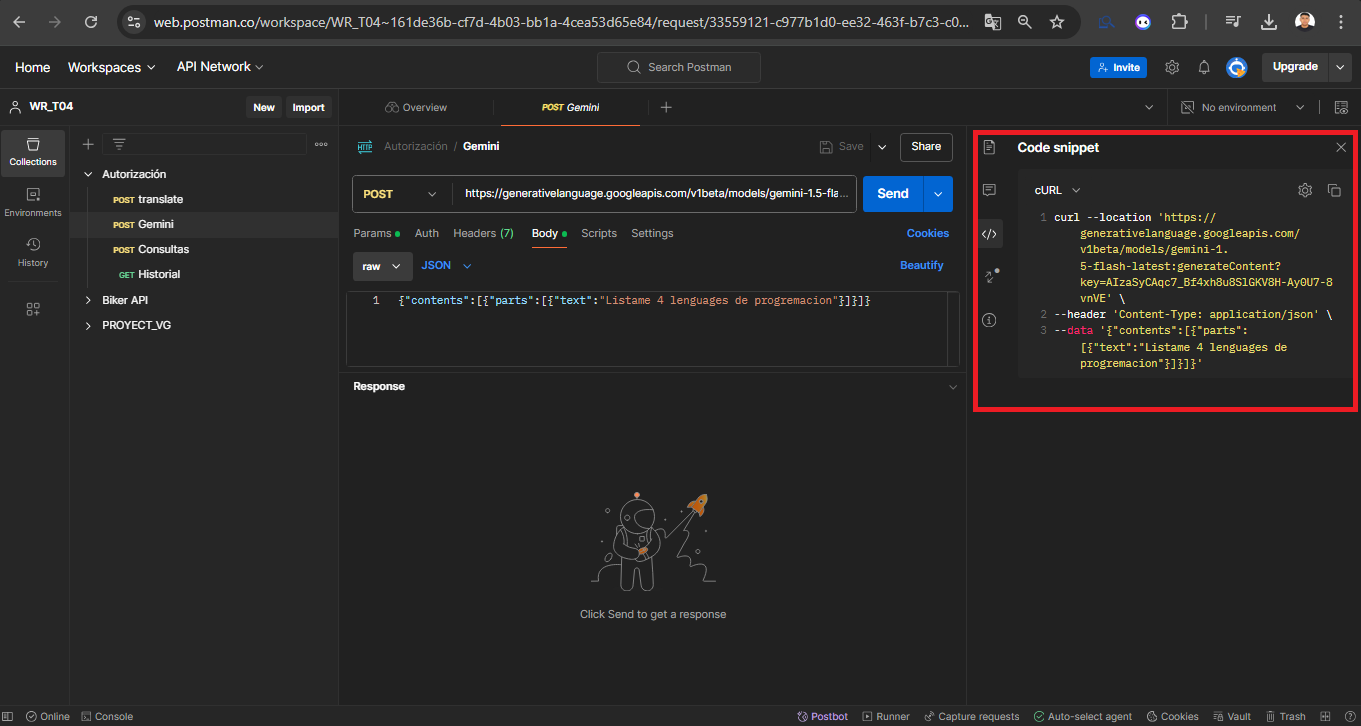 web.postman.co/workspace/WR_T04~161de36b-cf7d-4b03-bb1a-4cea53d65e84/request/33559121-c977b1d0-ee32-463f-b7c3-c0...
Home Workspaces API Network Search Postman Invite Upgrade
WR_T04 New Import Overview POST Gemini No environment
Collections
Environments
History
Autorización
POST translate
POST Gemini
POST Consultas
GET Historial
Biker API
PROYECT_VG
HTTP Autorización / Gemini Save Share
POST https://generativelanguage.googleapis.com/v1beta/models/gemini-1.5-fla... Send
Params Auth Headers (7) Body Scripts Settings Cookies
raw JSON Beautify
1 {"contents":[{"parts":[{"text":"Listame 4 lenguages de progremacion"}]}]}
Response
Click Send to get a response
Code snippet
cURL
1 curl --location 'https://
generativelanguage.googleapis.com/
v1beta/models/gemini-1.
5-flash-latest:generateContent?
key=AIzaSyCAqc7_Bf4xh8u8SlGKV8H-Ay0U7-8
vnVE' \
2 --header 'Content-Type: application/json' \
3 --data '{"contents":[{"parts":
[{"text":"Listame 4 lenguages de
progremacion"}]}]}'
Online Console Postbot Runner Capture requests Auto-select agent Cookies Vault Trash